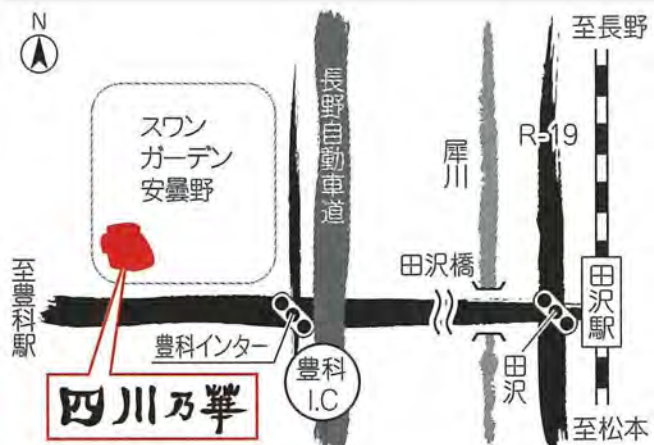 N
至長野
スワン
ガーデン
安曇野
長野自動車道
犀川
R-19
田沢橋
至豊科駅
豊科インター
豊科
I.C
田沢
田沢駅
四川乃華
至松本